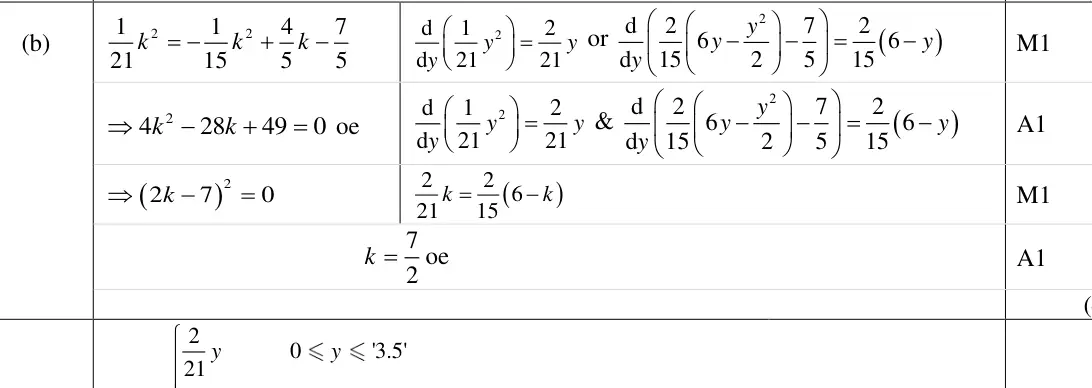 (b) 1/21 k² = −1/15 k² + 4/5 k − 7/5 d/dy (1/21 y²) = 2/21 y or d/dy (2/15 (6y − y²/2) − 7/5) = 2/15 (6 − y) M1
⇒ 4k² − 28k + 49 = 0 oe d/dy (1/21 y²) = 2/21 y & d/dy (2/15 (6y − y²/2) − 7/5) = 2/15 (6 − y) A1
⇒ (2k − 7)² = 0 2/21 k = 2/15 (6 − k) M1
k = 7/2 oe A1
(
2/21 y 0 ⩽ y ⩽ '3.5'